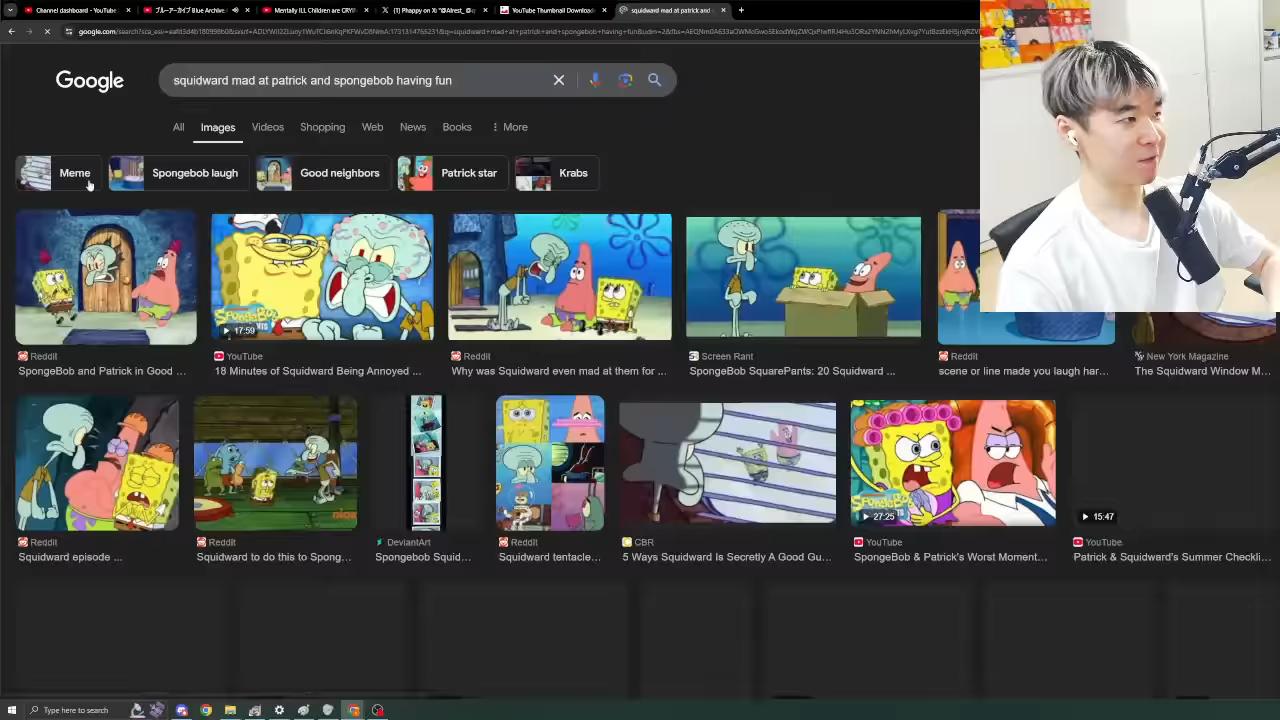 Channel dashboard - YouTube
ブルーアーカイブ Blue Archive
Mentally ILL Children are CRYI
(1) Phappy on X: "@Alrest_
YouTube Thumbnail Download
squidward mad at patrick and
Google
squidward mad at patrick and spongebob having fun
All
Images
Videos
Shopping
Web
News
Books
More
Meme
Spongebob laugh
Good neighbors
Patrick star
Krabs
17:59
Reddit
YouTube
Reddit
Screen Rant
Reddit
New York Magazine
SpongeBob and Patrick in Good ...
18 Minutes of Squidward Being Annoyed ...
Why was Squidward even mad at them for ...
SpongeBob SquarePants: 20 Squidward ...
scene or line made you laugh har...
The Squidward Window M...
27:25
15:47
Reddit
Reddit
DeviantArt
Reddit
CBR
YouTube
YouTube
Squidward episode ...
Squidward to do this to Spong...
Spongebob Squid...
Squidward tentacle...
5 Ways Squidward Is Secretly A Good Gu...
SpongeBob & Patrick's Worst Moment...
Patrick & Squidward's Summer Checkli...
Type here to search